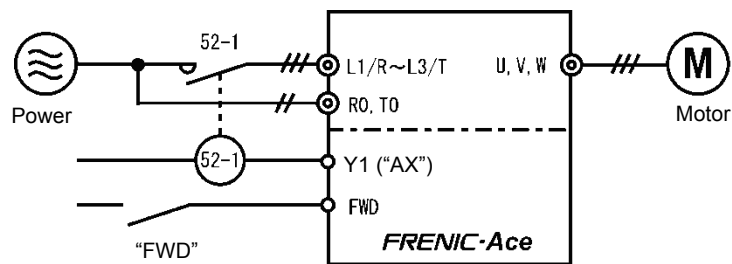 52-1
L1/R～L3/T
U, V, W
M
R0, T0
Power
Motor
52-1
Y1 (“AX”)
FWD
“FWD”
FRENIC-Ace